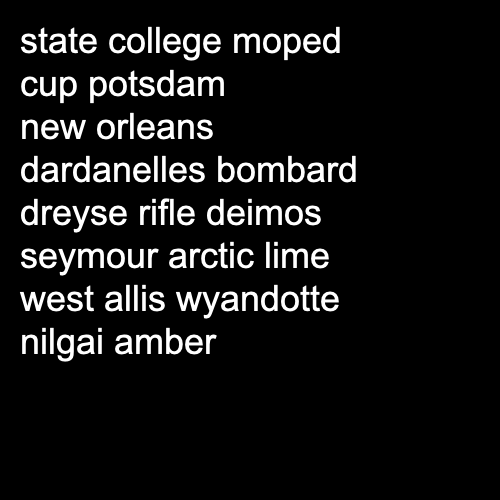 state college moped
cup potsdam
new orleans
dardanelles bombard
dreyse rifle deimos
seymour arctic lime
west allis wyandotte
nilgai amber